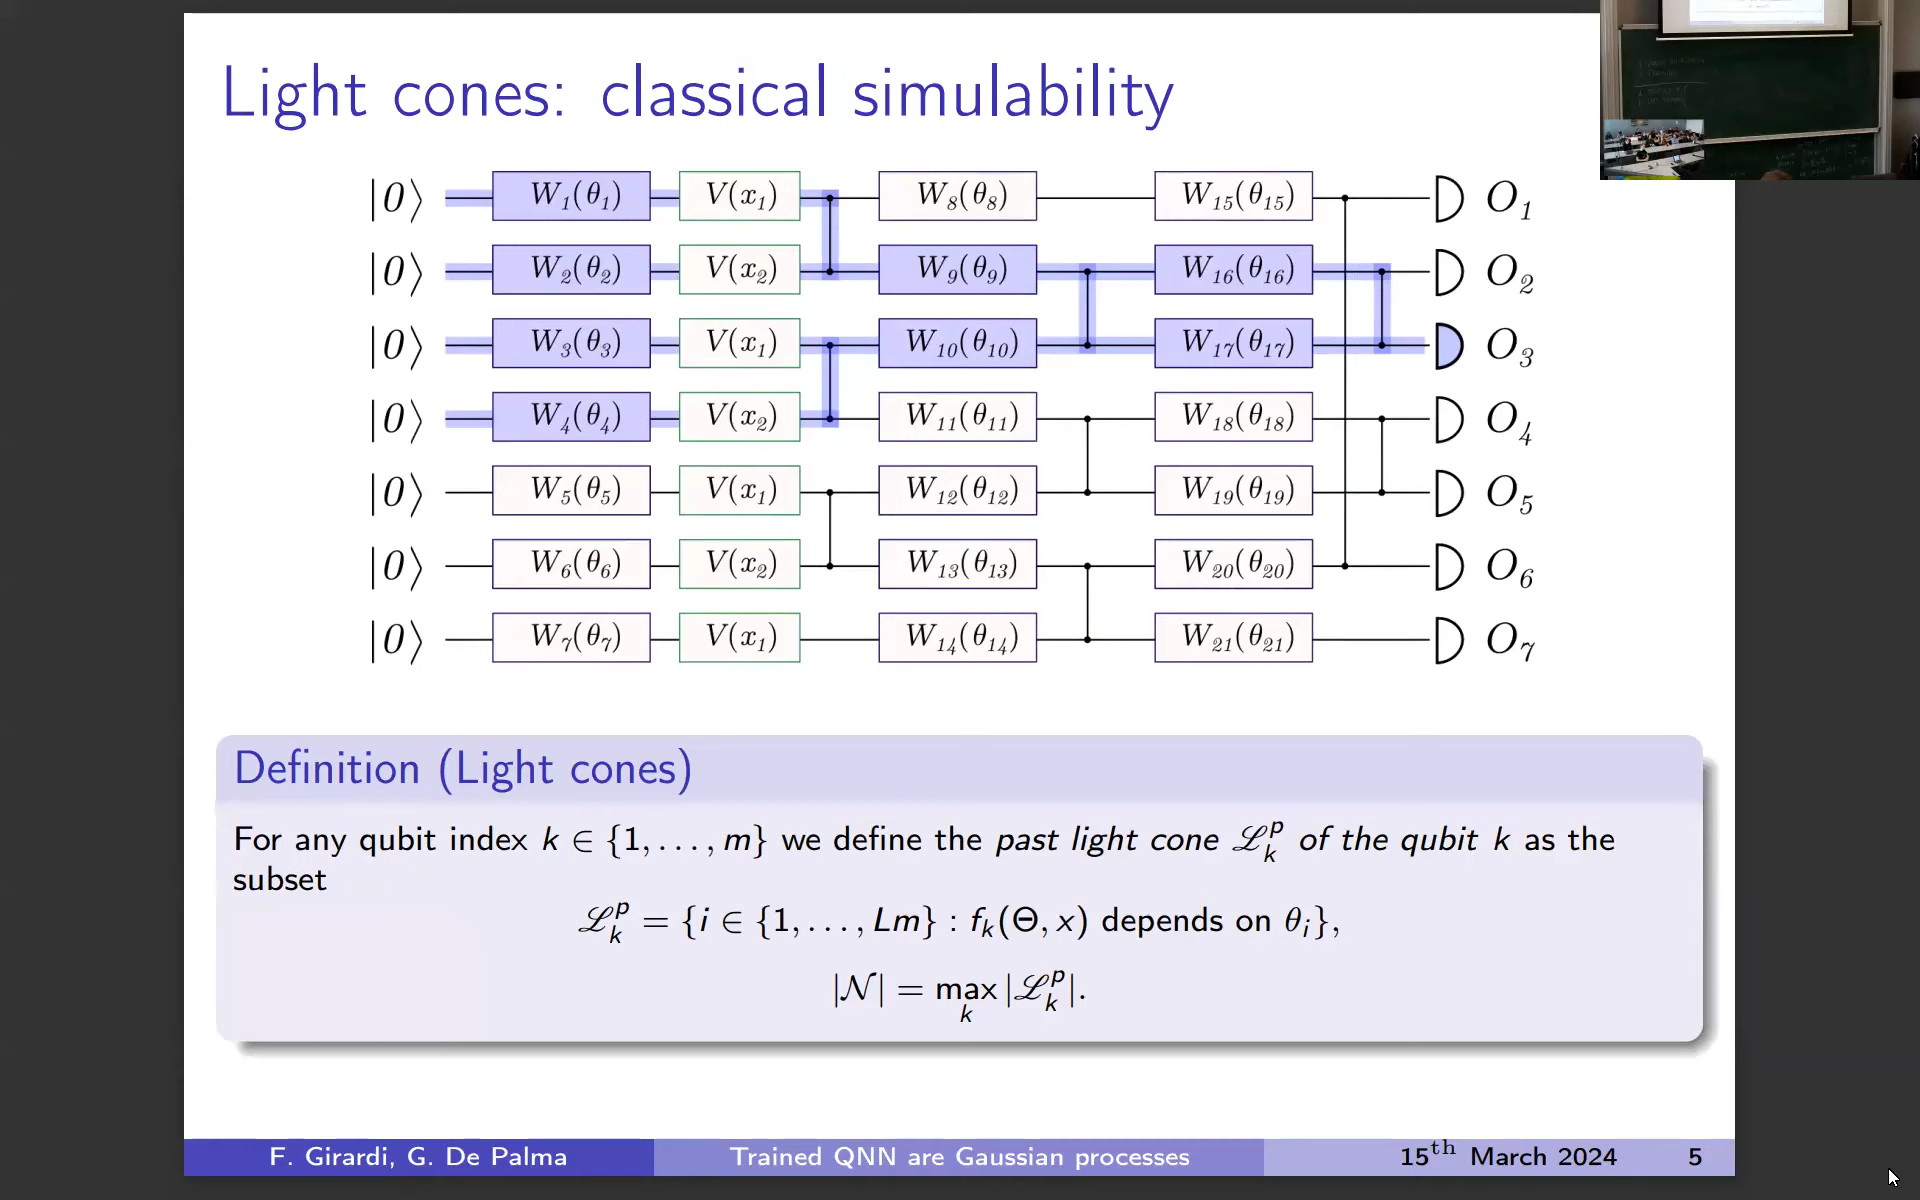 Light cones: classical simulability
|0⟩ W₁(θ₁) V(x₁) W₈(θ₈) W₁₅(θ₁₅) O₁
|0⟩ W₂(θ₂) V(x₂) W₉(θ₉) W₁₆(θ₁₆) O₂
|0⟩ W₃(θ₃) V(x₁) W₁₀(θ₁₀) W₁₇(θ₁₇) O₃
|0⟩ W₄(θ₄) V(x₂) W₁₁(θ₁₁) W₁₈(θ₁₈) O₄
|0⟩ W₅(θ₅) V(x₁) W₁₂(θ₁₂) W₁₉(θ₁₉) O₅
|0⟩ W₆(θ₆) V(x₂) W₁₃(θ₁₃) W₂₀(θ₂₀) O₆
|0⟩ W₇(θ₇) V(x₁) W₁₄(θ₁₄) W₂₁(θ₂₁) O₇
Definition (Light cones)
For any qubit index k ∈ {1, . . . , m} we define the past light cone ℒₖᵖ of the qubit k as the
subset
ℒₖᵖ = {i ∈ {1, . . . , Lm} : fₖ(Θ, x) depends on θᵢ},
|𝒩| = maxₖ |ℒₖᵖ|.
F. Girardi, G. De Palma Trained QNN are Gaussian processes 15ᵗʰ March 2024 5